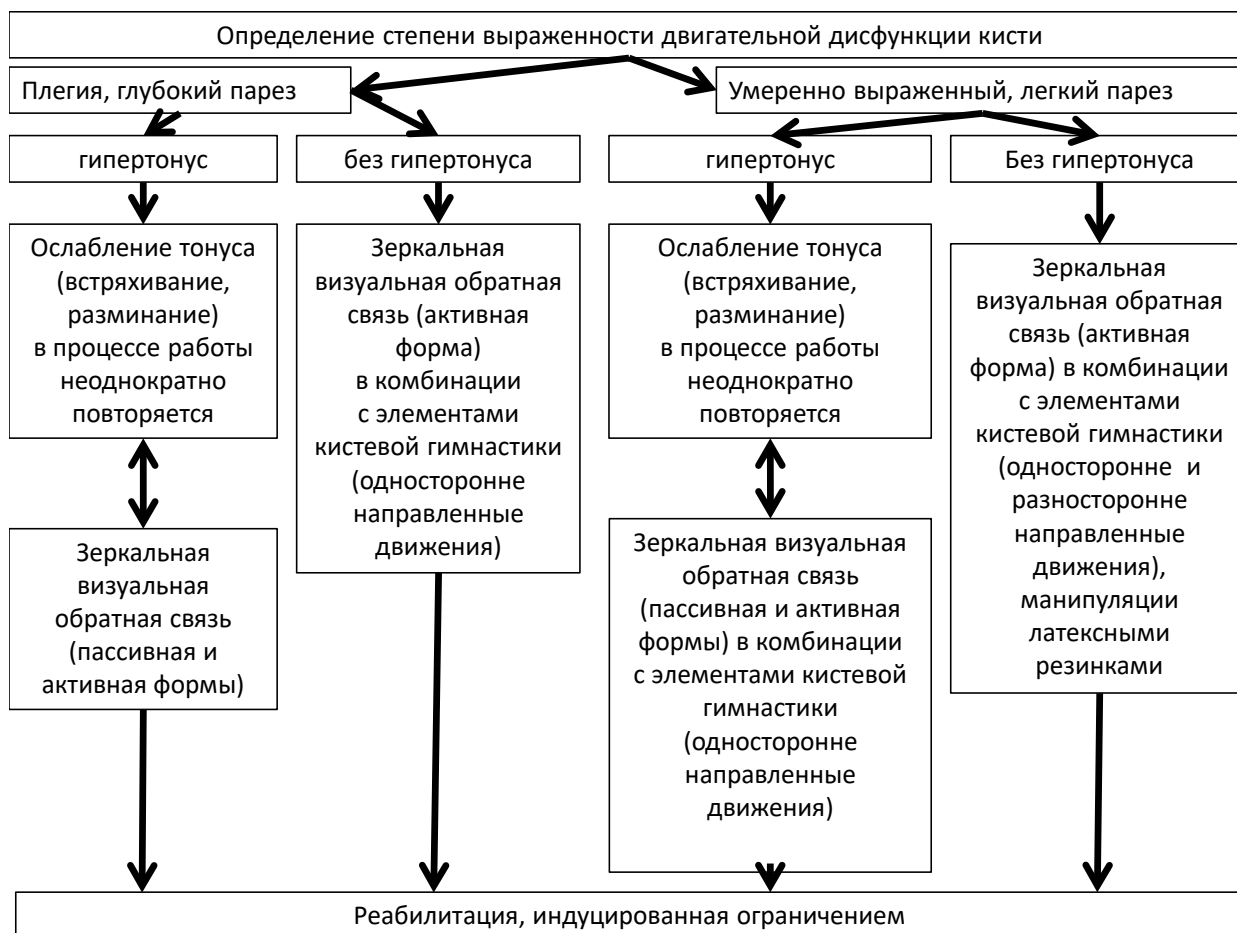 Определение степени выраженности двигательной дисфункции кисти
Плегия, глубокий парез
Умеренно выраженный, легкий парез
гипертонус
без гипертонуса
гипертонус
Без гипертонуса
Ослабление тонуса
(встряхивание,
разминание)
в процессе работы
неоднократно
повторяется
Зеркальная
визуальная обратная
связь (активная
форма)
в комбинации
с элементами
кистевой гимнастики
(односторонне
направленные
движения)
Ослабление тонуса
(встряхивание,
разминание)
в процессе работы
неоднократно
повторяется
Зеркальная
визуальная обратная
связь (активная
форма) в комбинации
с элементами
кистевой гимнастики
(односторонне и
разносторонне
направленные
движения),
манипуляции
латексными
резинками
Зеркальная
визуальная
обратная связь
(пассивная и
активная формы)
Зеркальная визуальная
обратная связь
(пассивная и активная
формы) в комбинации
с элементами кистевой
гимнастики
(односторонне
направленные
движения)
Реабилитация, индуцированная ограничением